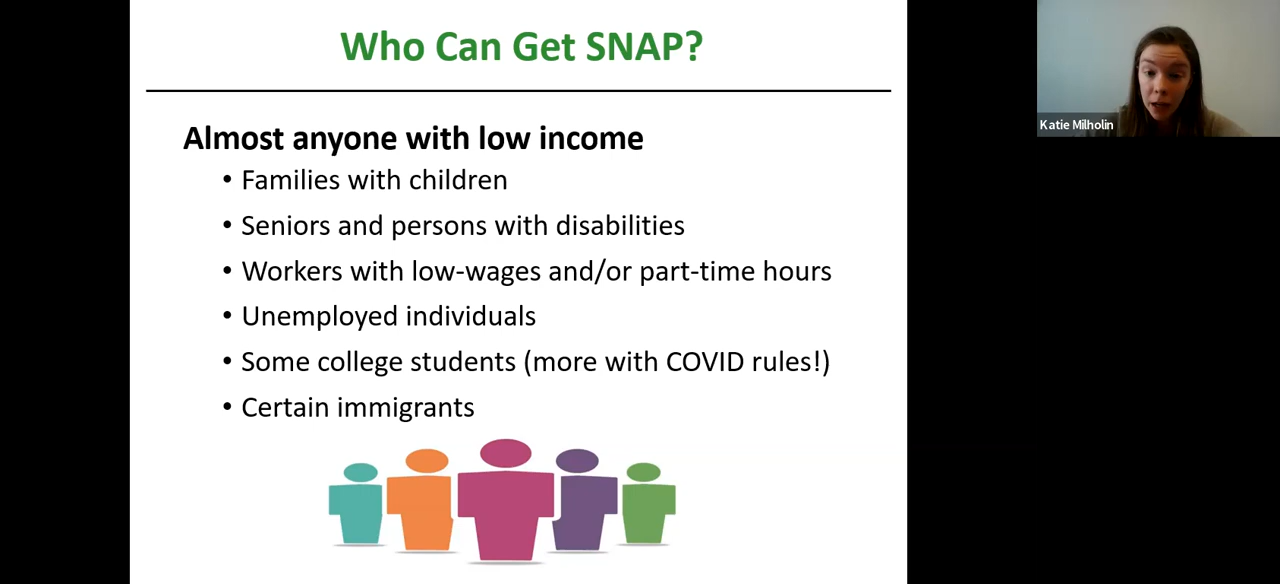 Who Can Get SNAP?
Almost anyone with low income
• Families with children
• Seniors and persons with disabilities
• Workers with low-wages and/or part-time hours
• Unemployed individuals
• Some college students (more with COVID rules!)
• Certain immigrants
Katie Milholin